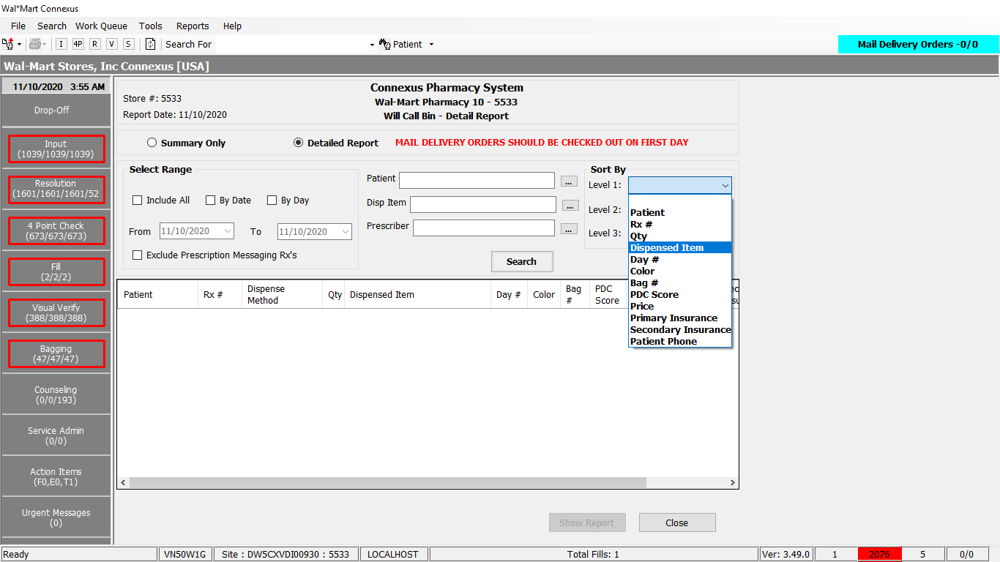 Wal*Mart Connexus
File Search Work Queue Tools Reports Help
I 4P R V S Search For Patient Mail Delivery Orders -0/0
Wal-Mart Stores, Inc Connexus [USA]
11/10/2020 3:55 AM
Drop-Off
Input
(1039/1039/1039)
Resolution
(1601/1601/1601/52
4 Point Check
(673/673/673)
Fill
(2/2/2)
Visual Verify
(388/388/388)
Bagging
(47/47/47)
Counseling
(0/0/193)
Service Admin
(0/0)
Action Items
(F0,E0,T1)
Urgent Messages
(0)
Store #: 5533
Report Date: 11/10/2020
Connexus Pharmacy System
Wal-Mart Pharmacy 10 - 5533
Will Call Bin - Detail Report
Summary Only Detailed Report MAIL DELIVERY ORDERS SHOULD BE CHECKED OUT ON FIRST DAY
Select Range
Include All By Date By Day
From 11/10/2020 To 11/10/2020
Exclude Prescription Messaging Rx's
Patient ...
Disp Item ...
Prescriber ...
Search
Sort By
Level 1:
Level 2:
Level 3:
Patient
Rx #
Qty
Dispensed Item
Day #
Color
Bag #
PDC Score
Price
Primary Insurance
Secondary Insurance
Patient Phone
Patient Rx # Dispense Method Qty Dispensed Item Day # Color Bag # PDC Score
Show Report Close
Ready VN50W1G Site : DW5CXVDI00930 : 5533 LOCALHOST Total Fills: 1 Ver: 3.49.0 1 2076 5 0/0